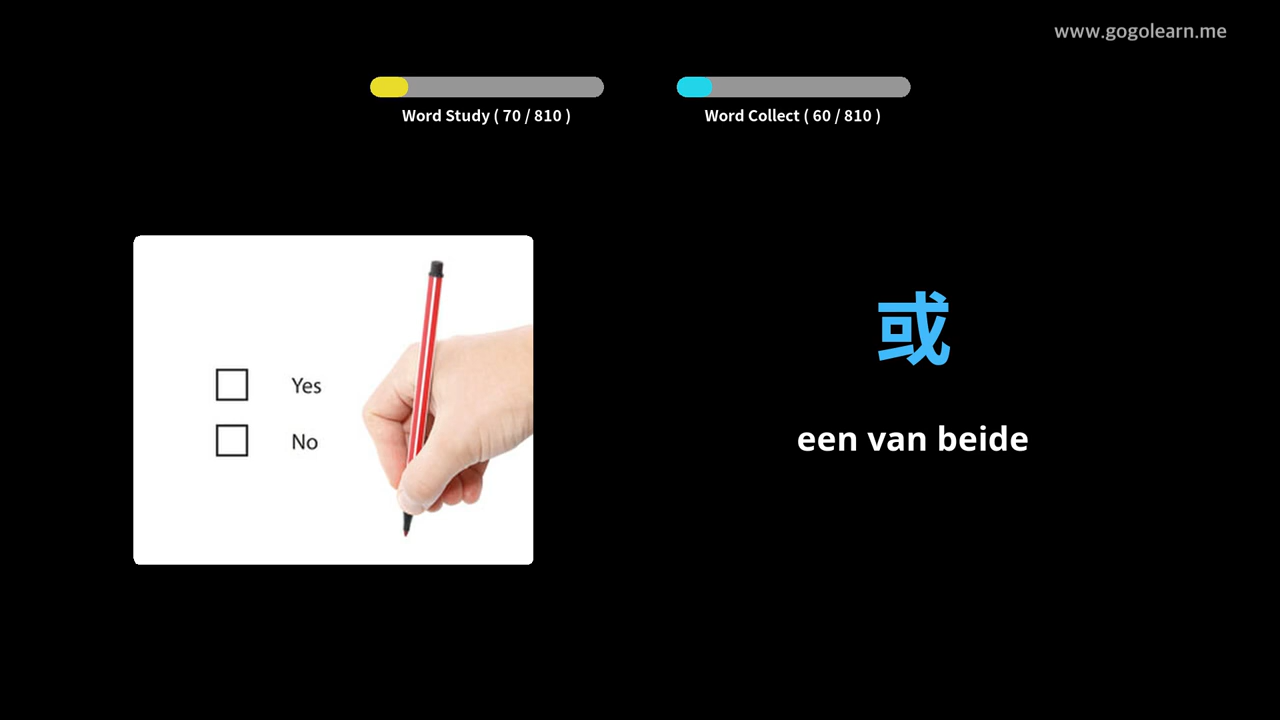 www.gogolearn.me
Word Study ( 70 / 810 )
Word Collect ( 60 / 810 )
Yes
No
或
een van beide